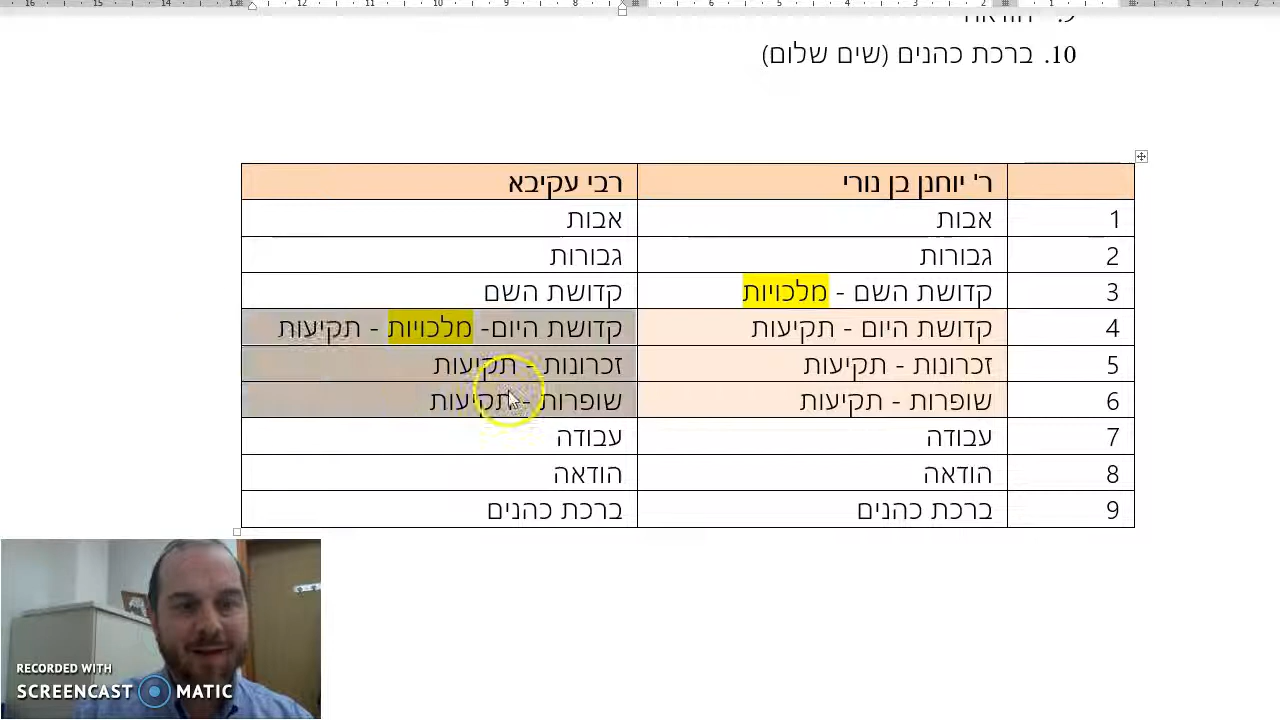 10. ברכת כהנים (שים שלום)
ר' יוחנן בן נורי רבי עקיבא
1 אבות אבות
2 גבורות גבורות
3 קדושת השם - מלכויות קדושת השם
4 קדושת היום - תקיעות קדושת היום- מלכויות - תקיעות
5 זכרונות - תקיעות זכרונות - תקיעות
6 שופרות - תקיעות שופרות - תקיעות
7 עבודה עבודה
8 הודאה הודאה
9 ברכת כהנים ברכת כהנים
RECORDED WITH
SCREENCAST MATIC